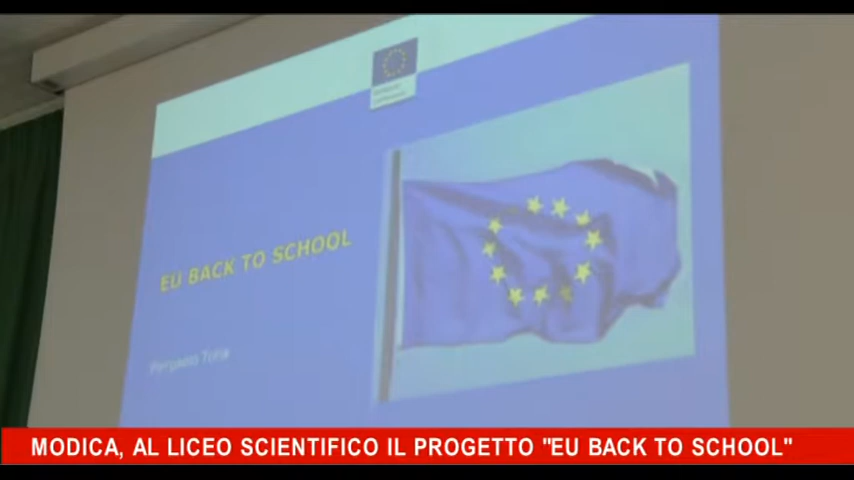 EU BACK TO SCHOOL
MODICA, AL LICEO SCIENTIFICO IL PROGETTO "EU BACK TO SCHOOL"